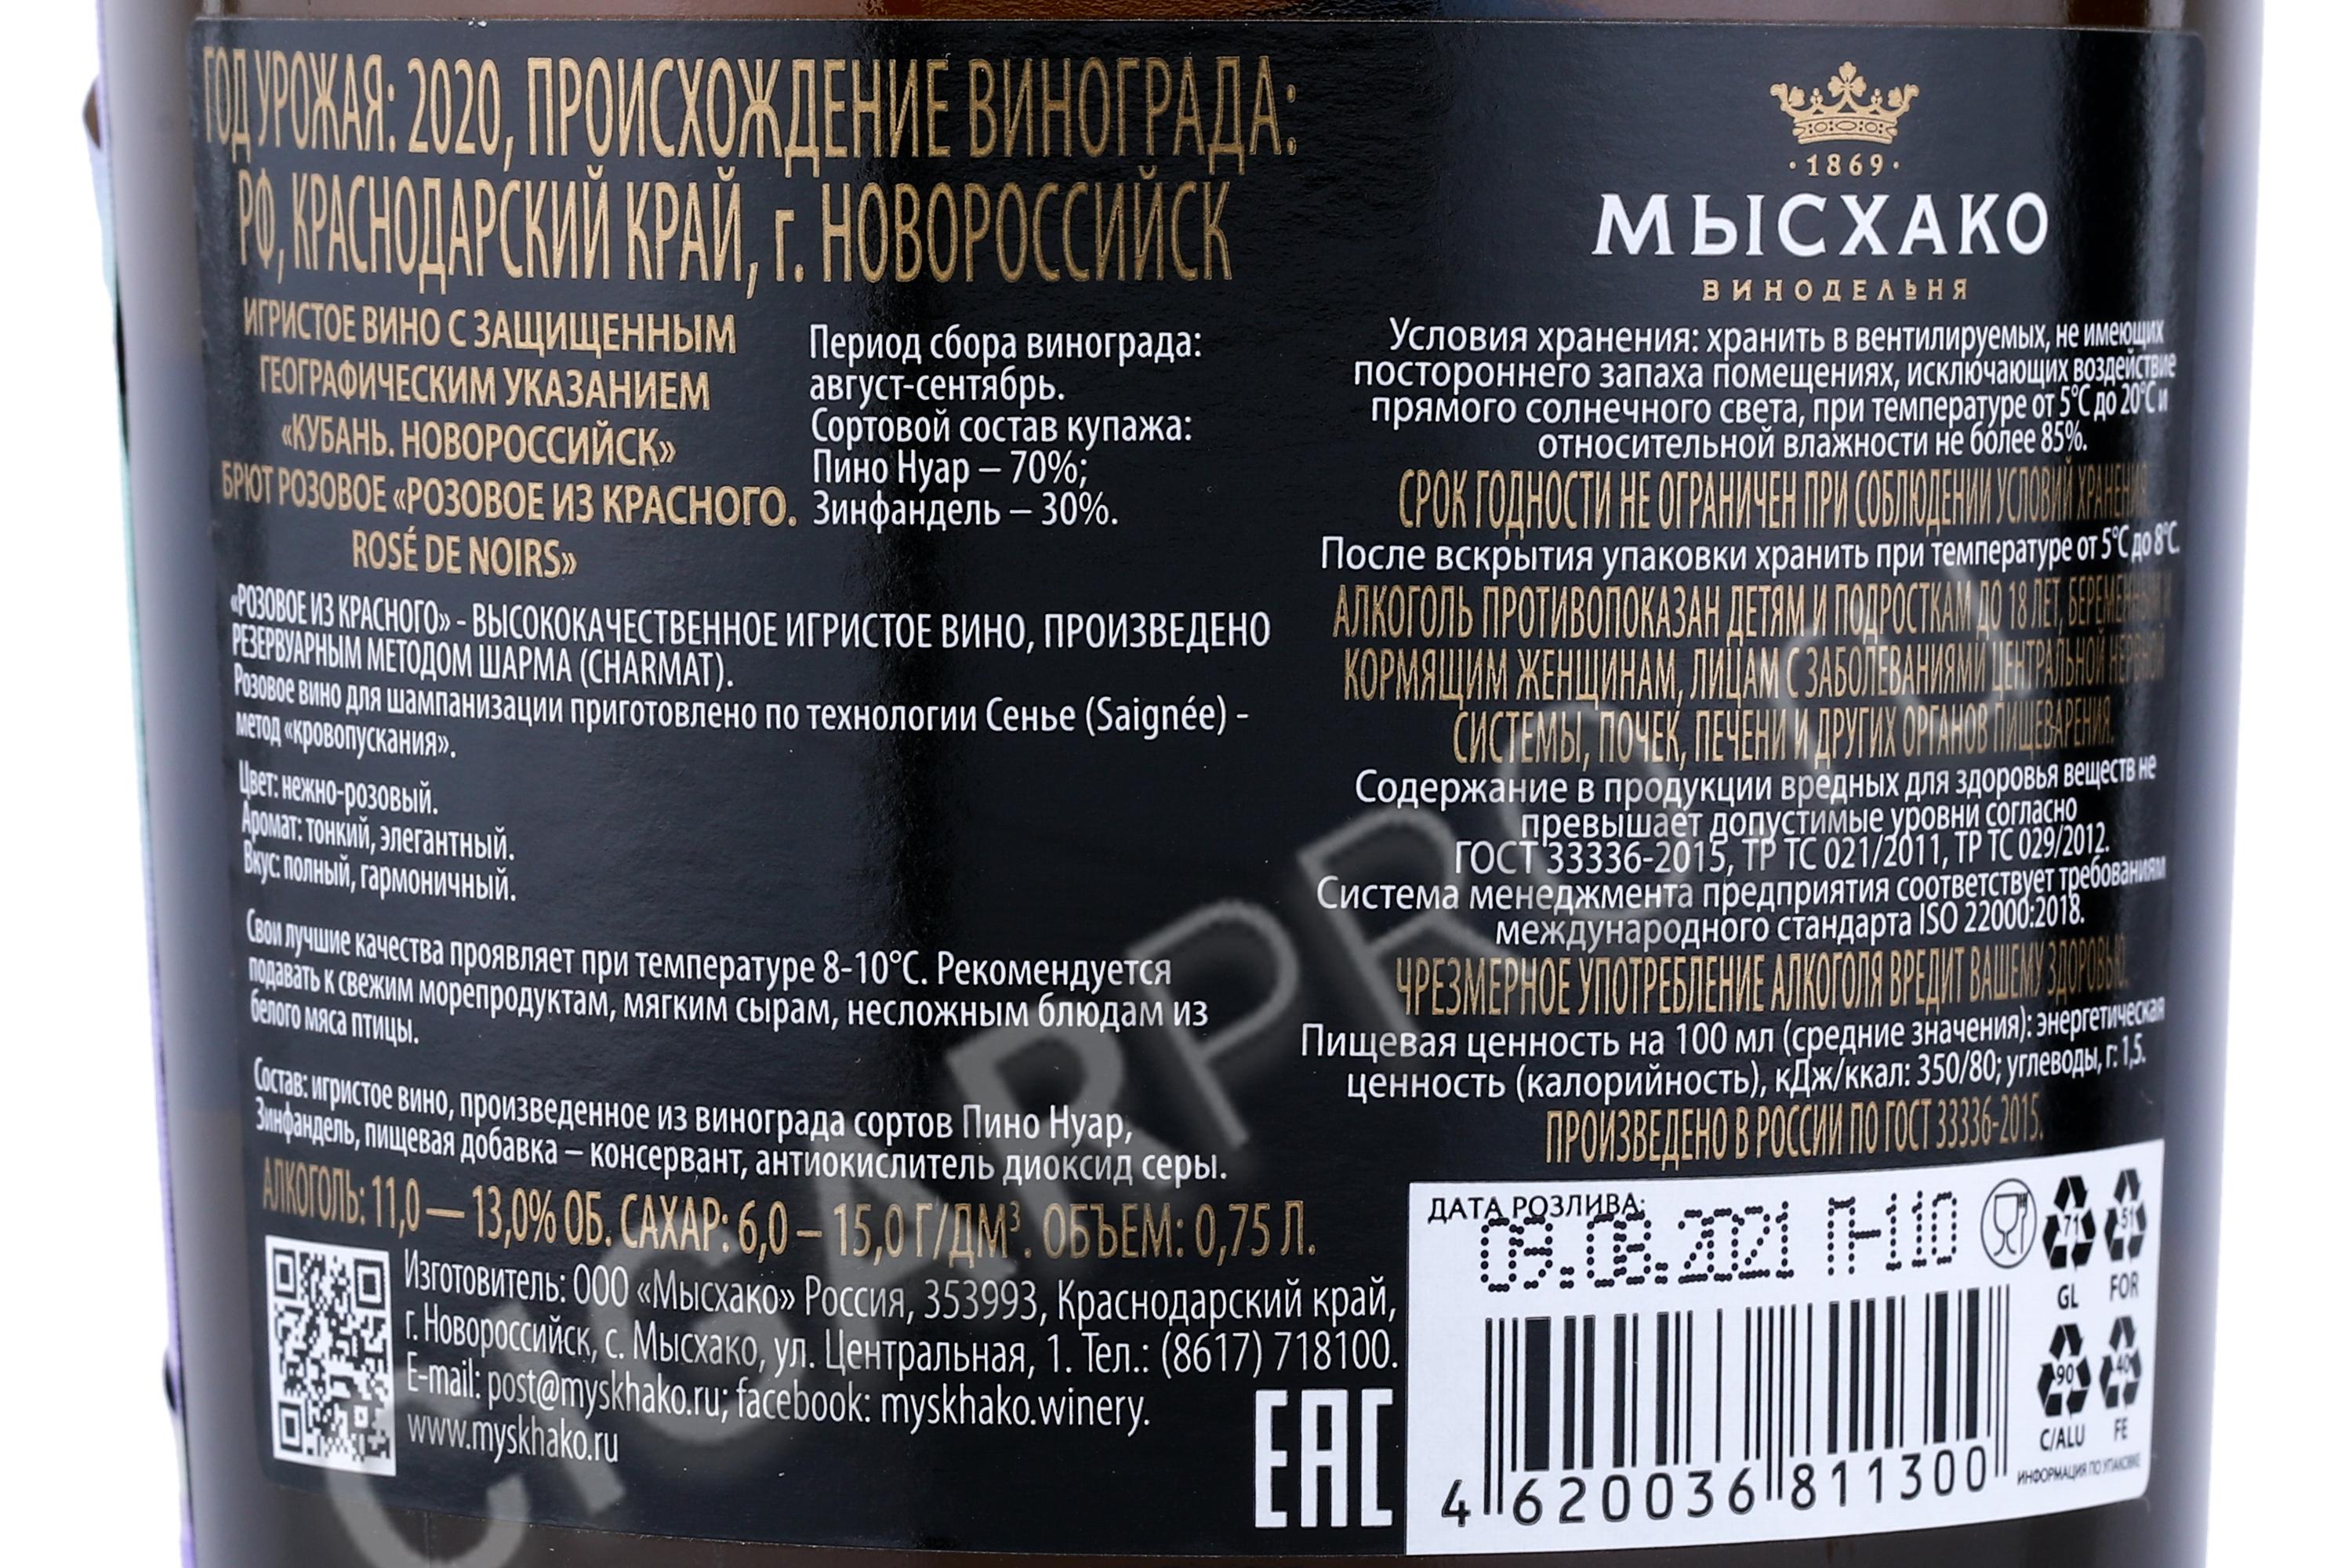 ГОД УРОЖАЯ: 2020, ПРОИСХОЖДЕНИЕ ВИНОГРАДА:
РФ, КРАСНОДАРСКИЙ КРАЙ, г. НОВОРОССИЙСК
ИГРИСТОЕ ВИНО С ЗАЩИЩЕННЫМ
ГЕОГРАФИЧЕСКИМ УКАЗАНИЕМ
«КУБАНЬ. НОВОРОССИЙСК»
БРЮТ РОЗОВОЕ «РОЗОВОЕ ИЗ КРАСНОГО.
ROSÉ DE NOIRS»
Период сбора винограда:
август-сентябрь.
Сортовой состав купажа:
Пино Нуар – 70%;
Зинфандель – 30%.
«РОЗОВОЕ ИЗ КРАСНОГО» - ВЫСОКОКАЧЕСТВЕННОЕ ИГРИСТОЕ ВИНО, ПРОИЗВЕДЕНО
РЕЗЕРВУАРНЫМ МЕТОДОМ ШАРМА (CHARMAT).
Розовое вино для шампанизации приготовлено по технологии Сенье (Saignée) -
метод «кровопускания».
Цвет: нежно-розовый.
Аромат: тонкий, элегантный.
Вкус: полный, гармоничный.
Свои лучшие качества проявляет при температуре 8-10°С. Рекомендуется
подавать к свежим морепродуктам, мягким сырам, несложным блюдам из
белого мяса птицы.
Состав: игристое вино, произведенное из винограда сортов Пино Нуар,
Зинфандель, пищевая добавка – консервант, антиокислитель диоксид серы.
АЛКОГОЛЬ: 11,0 — 13,0% ОБ. САХАР: 6,0 – 15,0 Г/ДМ³. ОБЪЕМ: 0,75 Л.
Изготовитель: ООО «Мысхако» Россия, 353993, Краснодарский край,
г. Новороссийск, с. Мысхако, ул. Центральная, 1. Тел.: (8617) 718100.
E-mail: post@myskhako.ru; facebook: myskhako.winery.
www.myskhako.ru
EAC
·1869·
МЫСХАКО
ВИНОДЕЛЬНЯ
Условия хранения: хранить в вентилируемых, не имеющих
постороннего запаха помещениях, исключающих воздействие
прямого солнечного света, при температуре от 5°С до 20°С и
относительной влажности не более 85%.
СРОК ГОДНОСТИ НЕ ОГРАНИЧЕН ПРИ СОБЛЮДЕНИИ УСЛОВИЙ ХРАНЕНИЯ.
После вскрытия упаковки хранить при температуре от 5°С до 8°С.
АЛКОГОЛЬ ПРОТИВОПОКАЗАН ДЕТЯМ И ПОДРОСТКАМ ДО 18 ЛЕТ, БЕРЕМЕННЫМ И
КОРМЯЩИМ ЖЕНЩИНАМ, ЛИЦАМ С ЗАБОЛЕВАНИЯМИ ЦЕНТРАЛЬНОЙ НЕРВНОЙ
СИСТЕМЫ, ПОЧЕК, ПЕЧЕНИ И ДРУГИХ ОРГАНОВ ПИЩЕВАРЕНИЯ.
Содержание в продукции вредных для здоровья веществ не
превышает допустимые уровни согласно
ГОСТ 33336-2015, ТР ТС 021/2011, ТР ТС 029/2012.
Система менеджмента предприятия соответствует требованиям
международного стандарта ISO 22000:2018.
ЧРЕЗМЕРНОЕ УПОТРЕБЛЕНИЕ АЛКОГОЛЯ ВРЕДИТ ВАШЕМУ ЗДОРОВЬЮ.
Пищевая ценность на 100 мл (средние значения): энергетическая
ценность (калорийность), кДж/ккал: 350/80; углеводы, г: 1,5.
ПРОИЗВЕДЕНО В РОССИИ ПО ГОСТ 33336-2015.
ДАТА РОЗЛИВА:
09.08.2021 П-110
71 GL
51 FOR
90 C/ALU
40 FE
ИНФОРМАЦИЯ ПО УПАКОВКЕ
4 620036 811300
CIGARPRO.ru